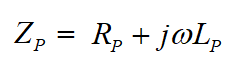 Z_P = R_P + jωL_P